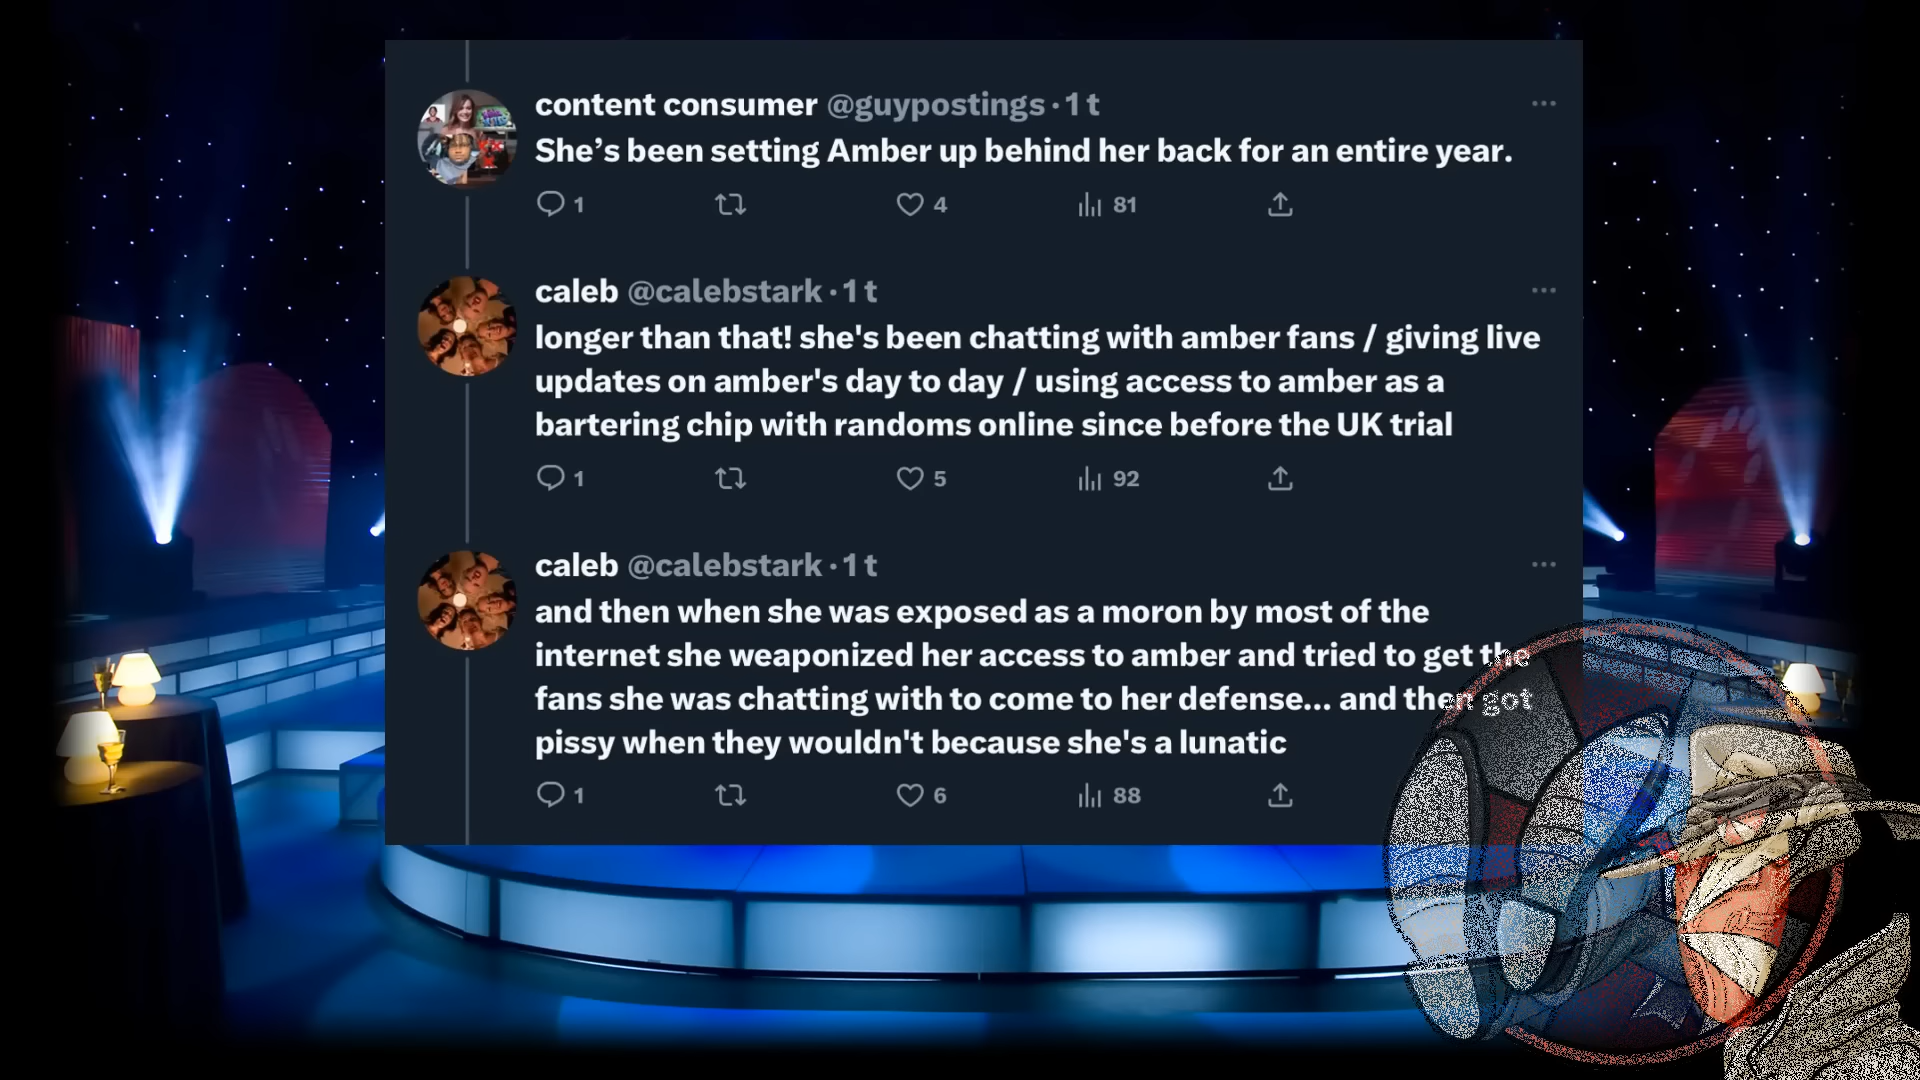 content consumer @guypostings · 1 t
She’s been setting Amber up behind her back for an entire year.
1 4 81
caleb @calebstark · 1 t
longer than that! she's been chatting with amber fans / giving live
updates on amber's day to day / using access to amber as a
bartering chip with randoms online since before the UK trial
1 5 92
caleb @calebstark · 1 t
and then when she was exposed as a moron by most of the
internet she weaponized her access to amber and tried to get the
fans she was chatting with to come to her defense... and then got
pissy when they wouldn't because she's a lunatic
1 6 88